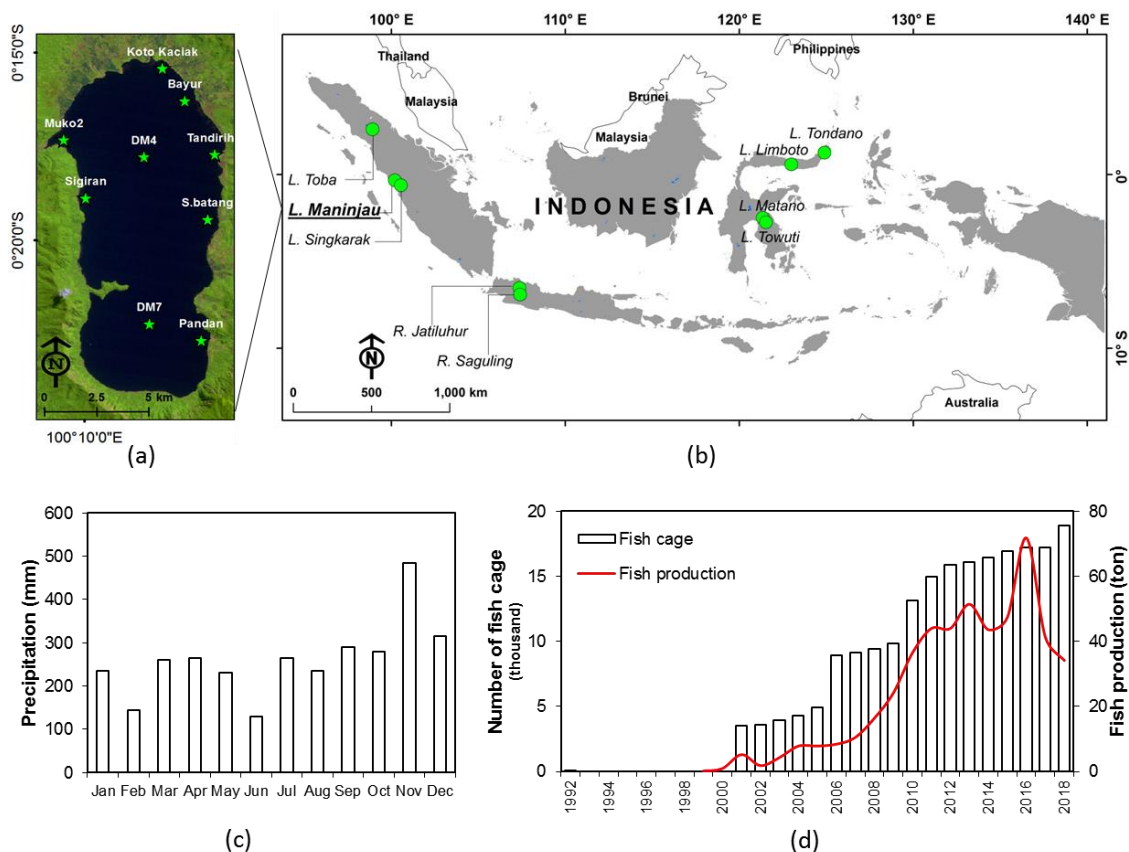 0°15'0"S
0°20'0"S
Koto Kaciak
Bayur
Muko2
DM4
Tandirih
Sigiran
S.batang
DM7
Pandan
N
0 2.5 5 km
100°10'0"E
(a)
100° E 110° E 120° E 130° E 140° E
Thailand
Philippines
Malaysia
Brunei
Malaysia
L. Tondano
L. Limboto
L. Toba
0°
L. Maninjau
INDONESIA
L. Matano
L. Singkarak
L. Towuti
R. Jatiluhur
R. Saguling
N
10° S
0 500 1,000 km
Australia
(b)
Precipitation (mm)
600
500
400
300
200
100
0
Jan Feb Mar Apr May Jun Jul Aug Sep Oct Nov Dec
(c)
Number of fish cage
(thousand)
20
15
10
5
0
Fish cage
Fish production
80
60
40
20
0
Fish production (ton)
1992 1994 1996 1998 2000 2002 2004 2006 2008 2010 2012 2014 2016 2018
(d)